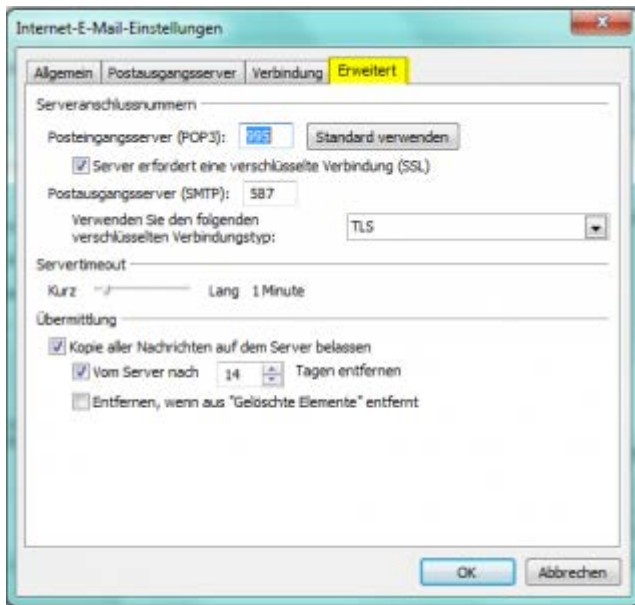 Internet-E-Mail-Einstellungen
Allgemein Postausgangsserver Verbindung Erweitert
Serveranschlussnummern
Posteingangsserver (POP3): 995 Standard verwenden
Server erfordert eine verschlüsselte Verbindung (SSL)
Postausgangsserver (SMTP): 587
Verwenden Sie den folgenden
verschlüsselten Verbindungstyp: TLS
Servertimeout
Kurz Lang 1 Minute
Übermittlung
Kopie aller Nachrichten auf dem Server belassen
Vom Server nach 14 Tagen entfernen
Entfernen, wenn aus "Gelöschte Elemente" entfernt
OK Abbrechen